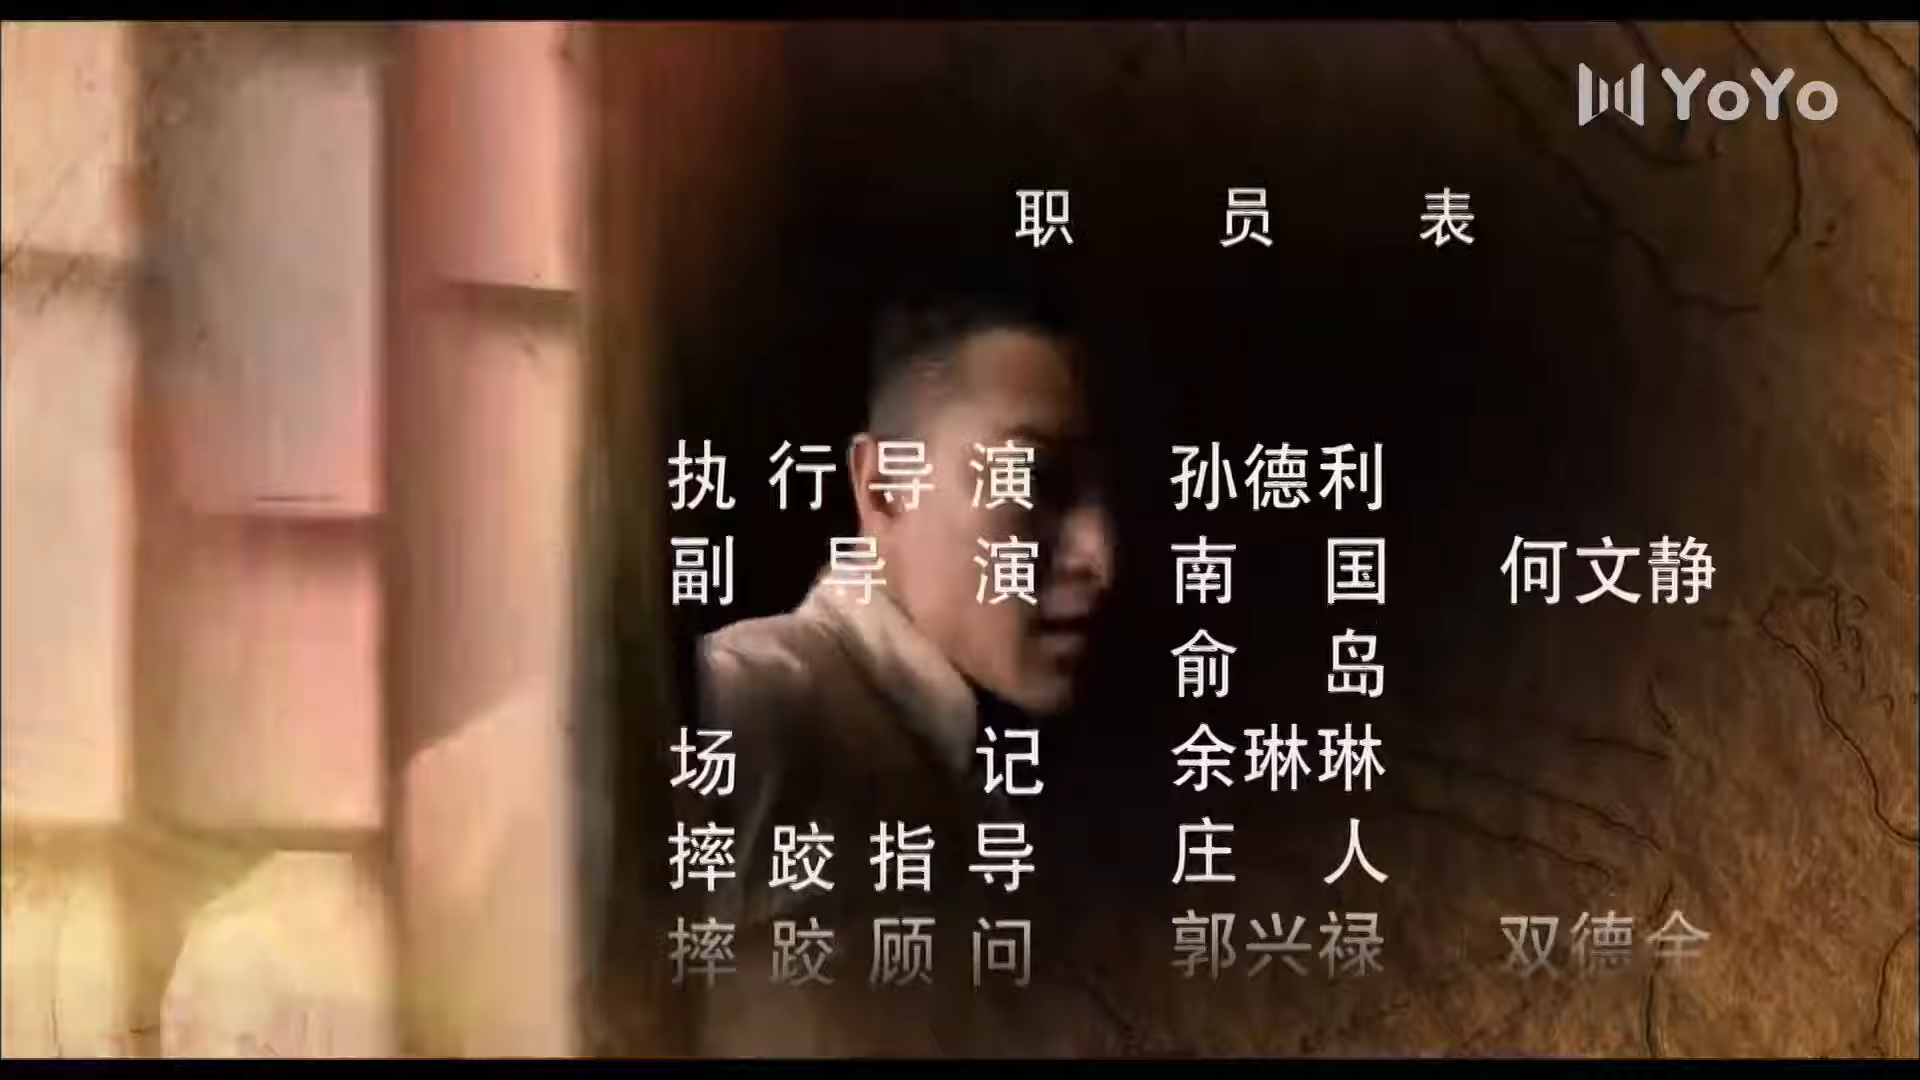 YoYo
职员表
执行导演 孙德利
副导演 南国 何文静
俞岛
场记 余琳琳
摔跤指导 庄人
摔跤顾问 郭兴禄 双德全